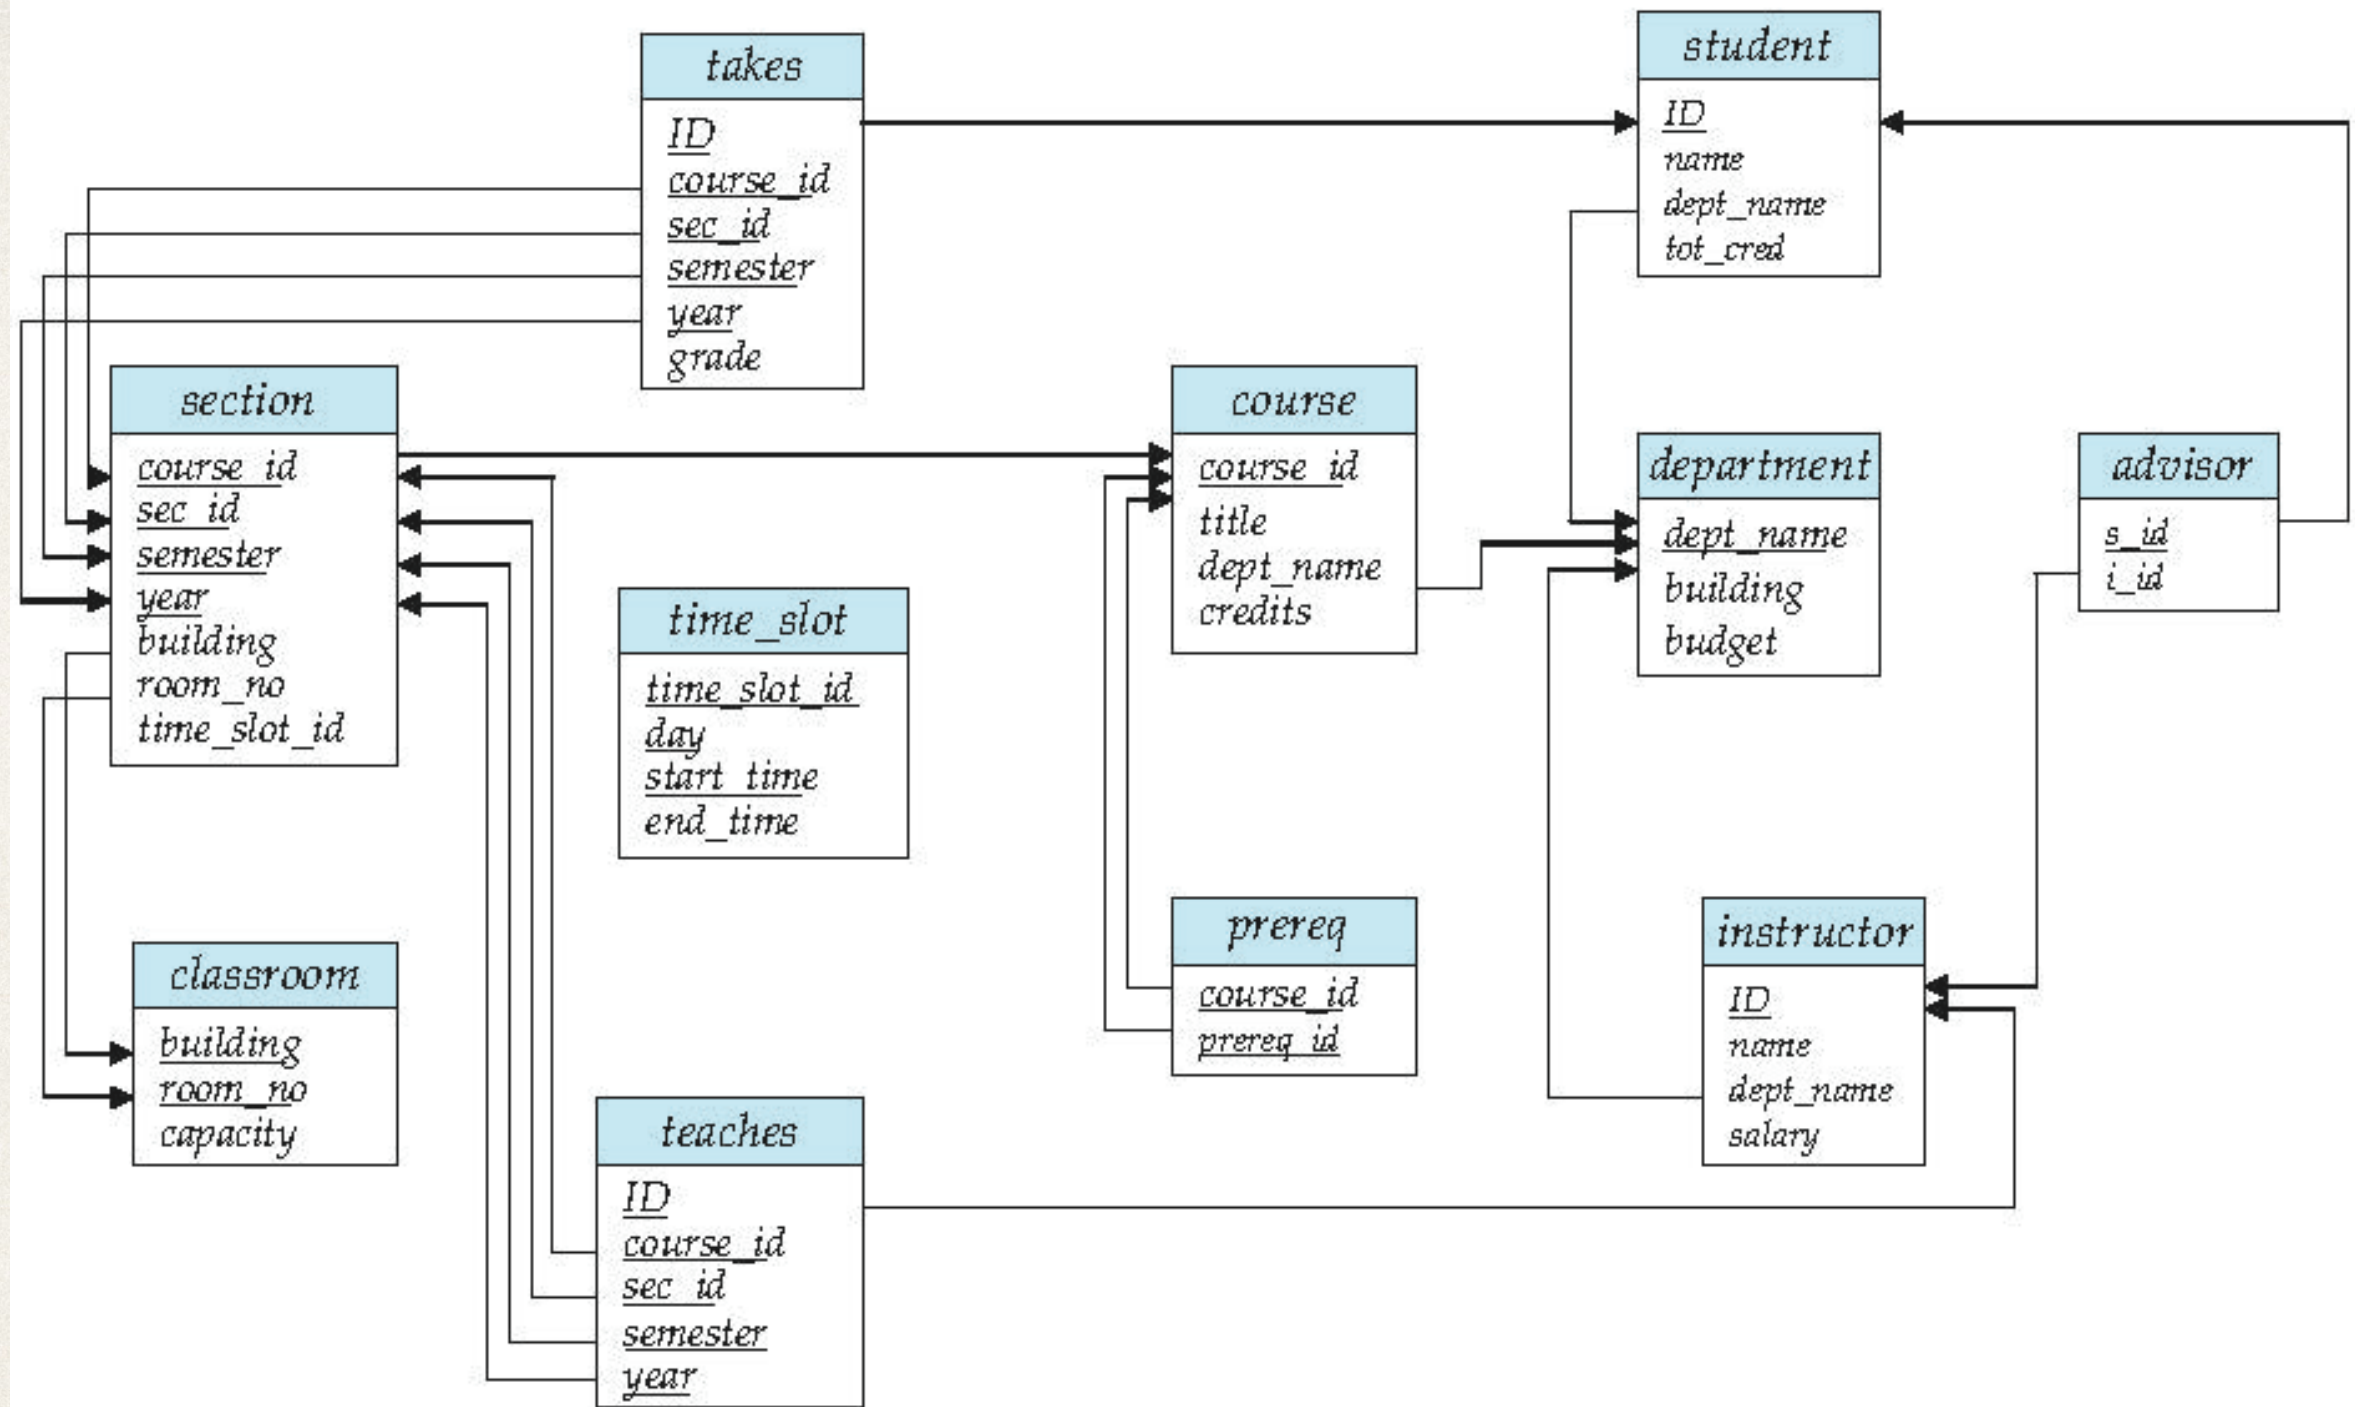 takes
ID
course_id
sec_id
semester
year
grade
student
ID
name
dept_name
tot_cred
section
course_id
sec_id
semester
year
building
room_no
time_slot_id
time_slot
time_slot_id
day
start_time
end_time
course
course_id
title
dept_name
credits
department
dept_name
building
budget
advisor
s_id
i_id
classroom
building
room_no
capacity
teaches
ID
course_id
sec_id
semester
year
prereq
course_id
prereq_id
instructor
ID
name
dept_name
salary